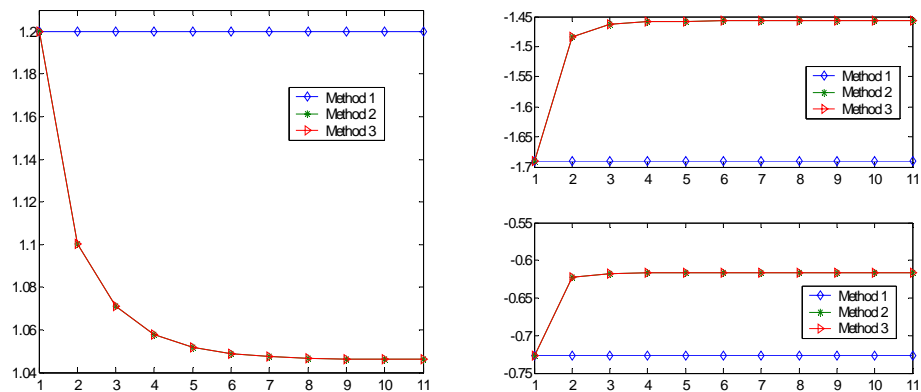 1.2
1.18
1.16
1.14
1.12
1.1
1.08
1.06
1.04
1 2 3 4 5 6 7 8 9 10 11
Method 1
Method 2
Method 3
-1.45
-1.5
-1.55
-1.6
-1.65
-1.7
1 2 3 4 5 6 7 8 9 10 11
Method 1
Method 2
Method 3
-0.55
-0.6
-0.65
-0.7
-0.75
1 2 3 4 5 6 7 8 9 10 11
Method 1
Method 2
Method 3